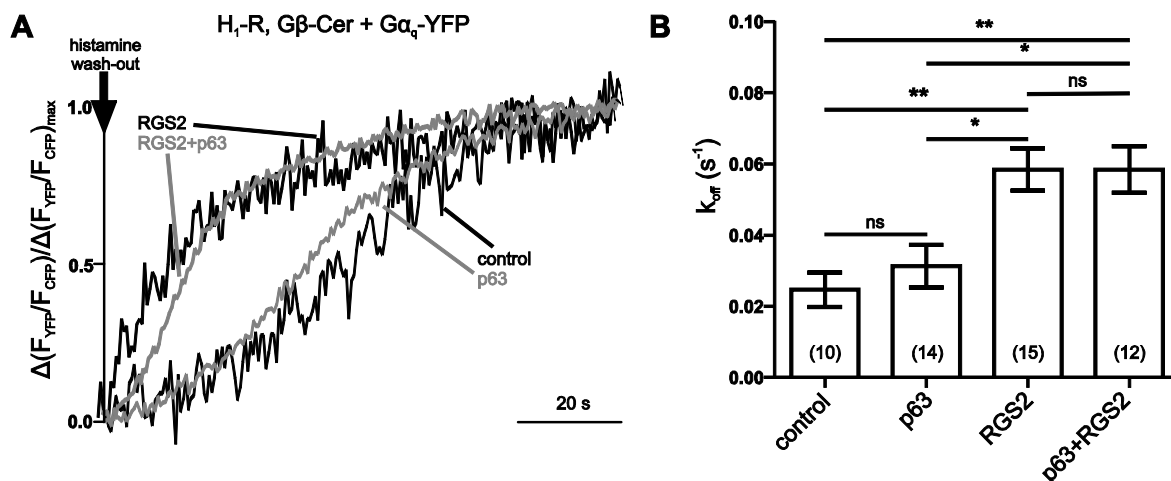 A
H₁-R, Gβ-Cer + Gαq-YFP
histamine
wash-out
Δ(FYFP/FCFP)/Δ(FYFP/FCFP)max
1.0
0.5
0.0
RGS2
RGS2+p63
control
p63
20 s
B
koff (s⁻¹)
0.10
0.08
0.06
0.04
0.02
0.00
**
*
ns
**
*
ns
(10)
(14)
(15)
(12)
control
p63
RGS2
p63+RGS2